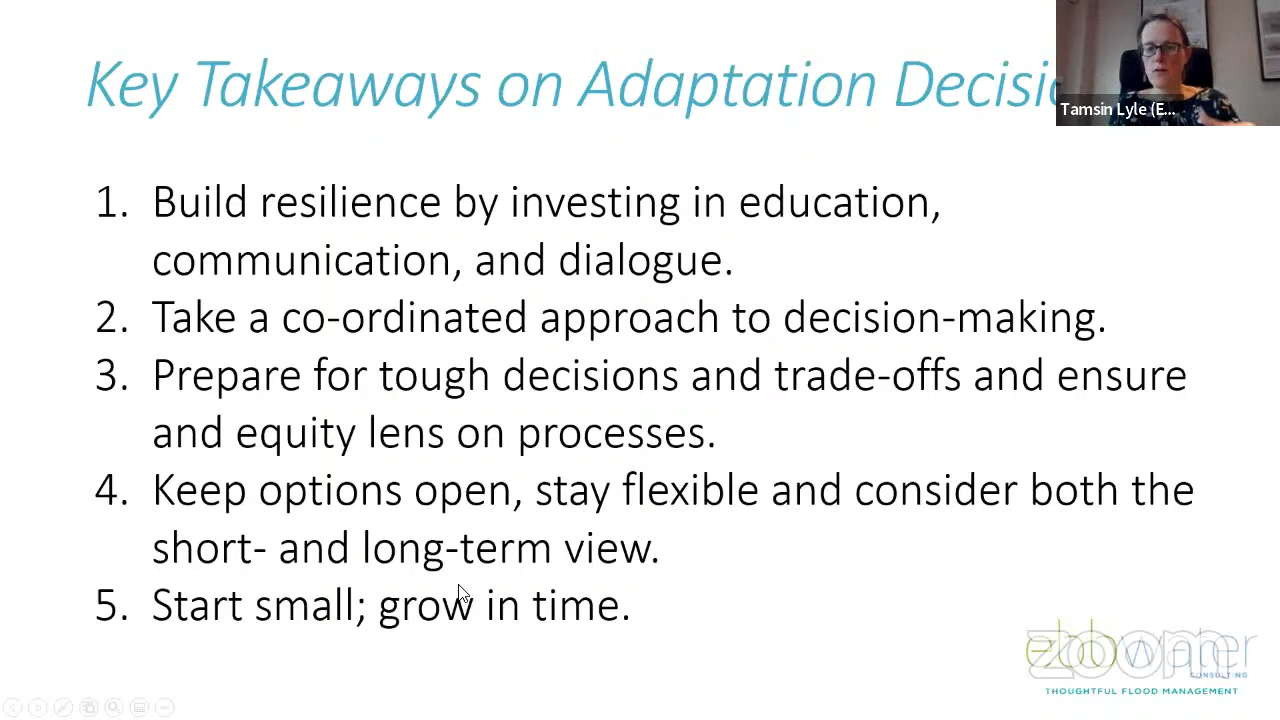 Key Takeaways on Adaptation Decisi
Tamsin Lyle (E...
1. Build resilience by investing in education,
communication, and dialogue.
2. Take a co-ordinated approach to decision-making.
3. Prepare for tough decisions and trade-offs and ensure
and equity lens on processes.
4. Keep options open, stay flexible and consider both the
short- and long-term view.
5. Start small; grow in time.
ebbwater
zoom
CONSULTING
THOUGHTFUL FLOOD MANAGEMENT